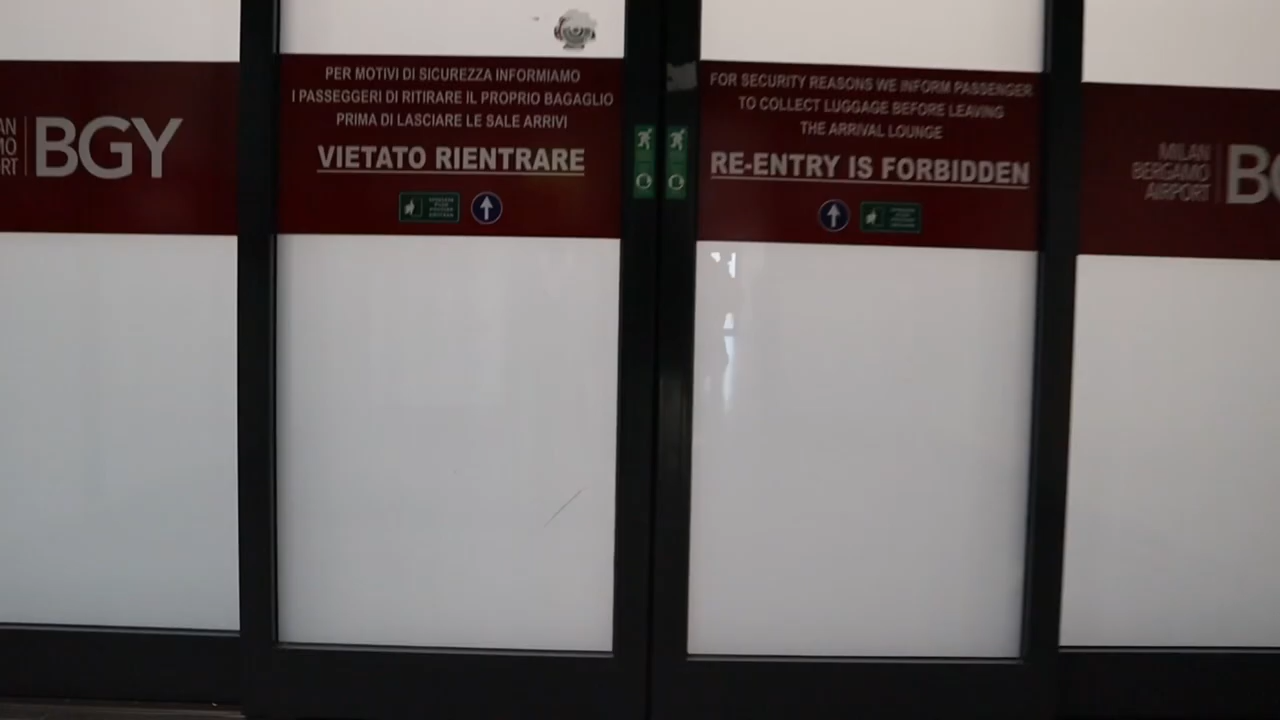 BGY
PER MOTIVI DI SICUREZZA INFORMIAMO
I PASSEGGERI DI RITIRARE IL PROPRIO BAGAGLIO
PRIMA DI LASCIARE LE SALE ARRIVI
VIETATO RIENTRARE
FOR SECURITY REASONS WE INFORM PASSENGER
TO COLLECT LUGGAGE BEFORE LEAVING
THE ARRIVAL LOUNGE
RE-ENTRY IS FORBIDDEN
MILAN
BERGAMO
AIRPORT